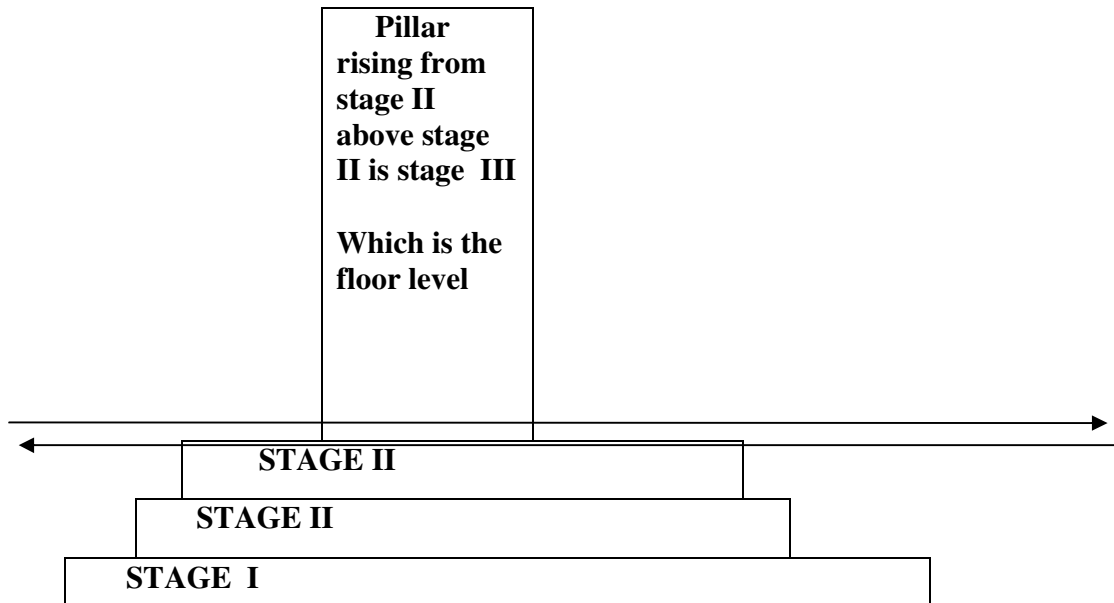 Pillar
rising from
stage II
above stage
II is stage  III
Which is the
floor level
STAGE II
STAGE II
STAGE  I